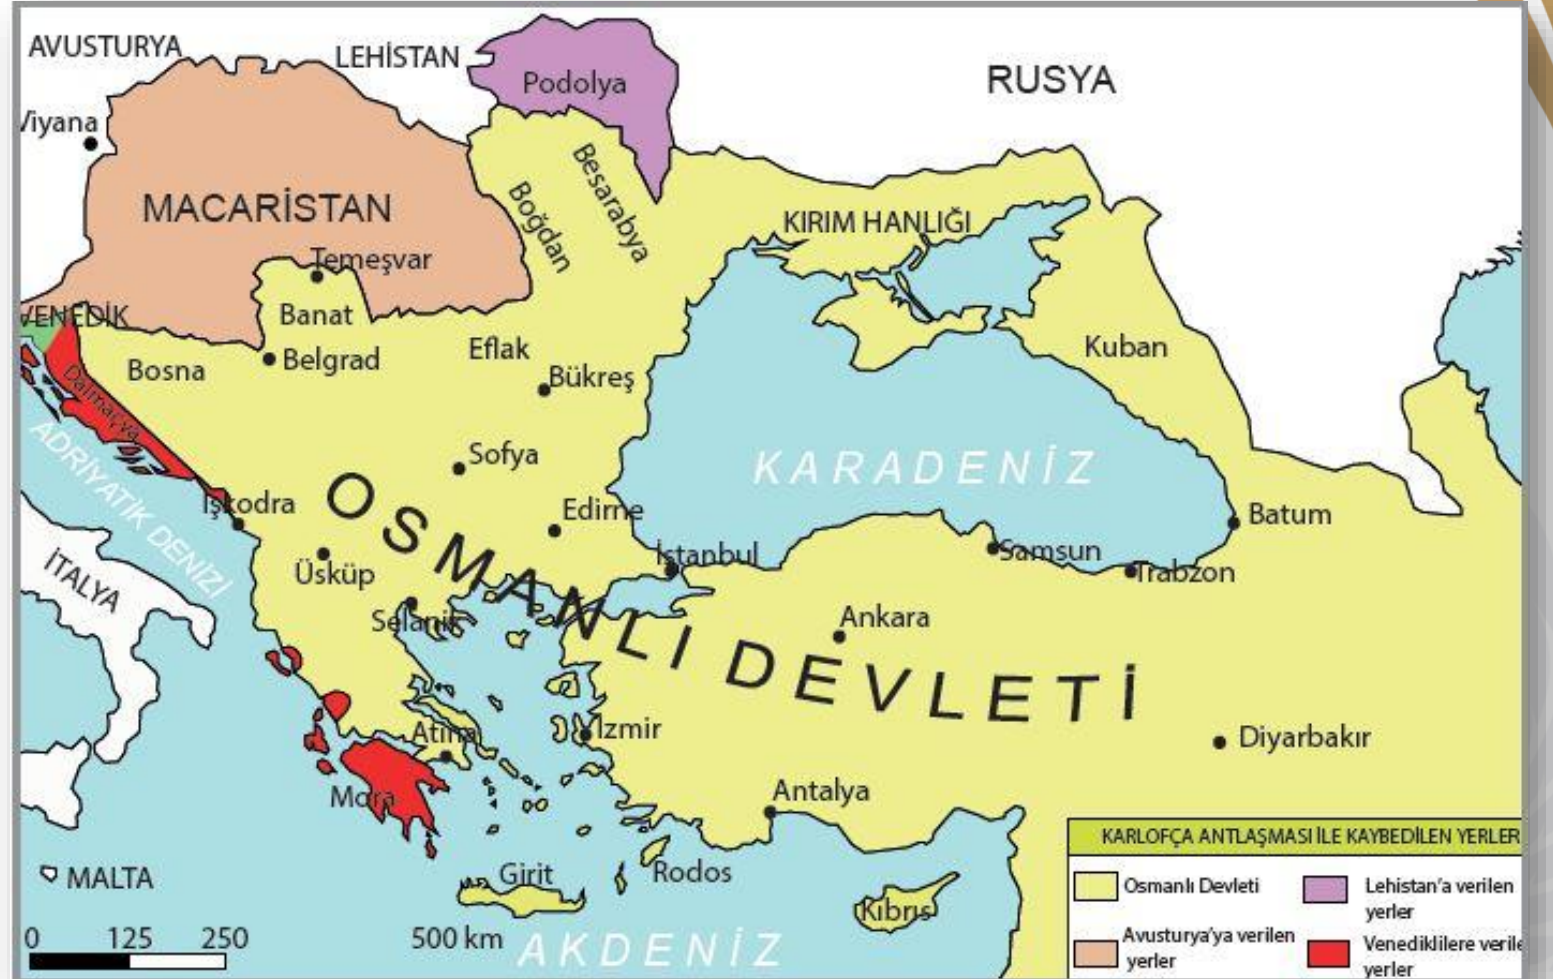 AVUSTURYA
LEHİSTAN
Podolya
RUSYA
Viyana
MACARİSTAN
Boğdan
Besarabya
KIRIM HANLIĞI
Temeşvar
VENEDİK
Banat
Kuban
Bosna
Belgrad
Eflak
Bükreş
Dalmaçya
ADRİYATİK DENİZİ
Sofya
KARADENİZ
İşkodra
Edirne
Batum
OSMANLI DEVLETİ
İTALYA
Üsküp
İstanbul
Samsun
Trabzon
Selanik
Ankara
Atina
İzmir
Diyarbakır
Mora
Antalya
MALTA
Girit
Rodos
Kıbrıs
0 125 250 500 km
AKDENİZ
KARLOFÇA ANTLAŞMASI İLE KAYBEDİLEN YERLER
Osmanlı Devleti
Lehistan'a verilen
yerler
Avusturya'ya verilen
yerler
Venediklilere verile
yerler